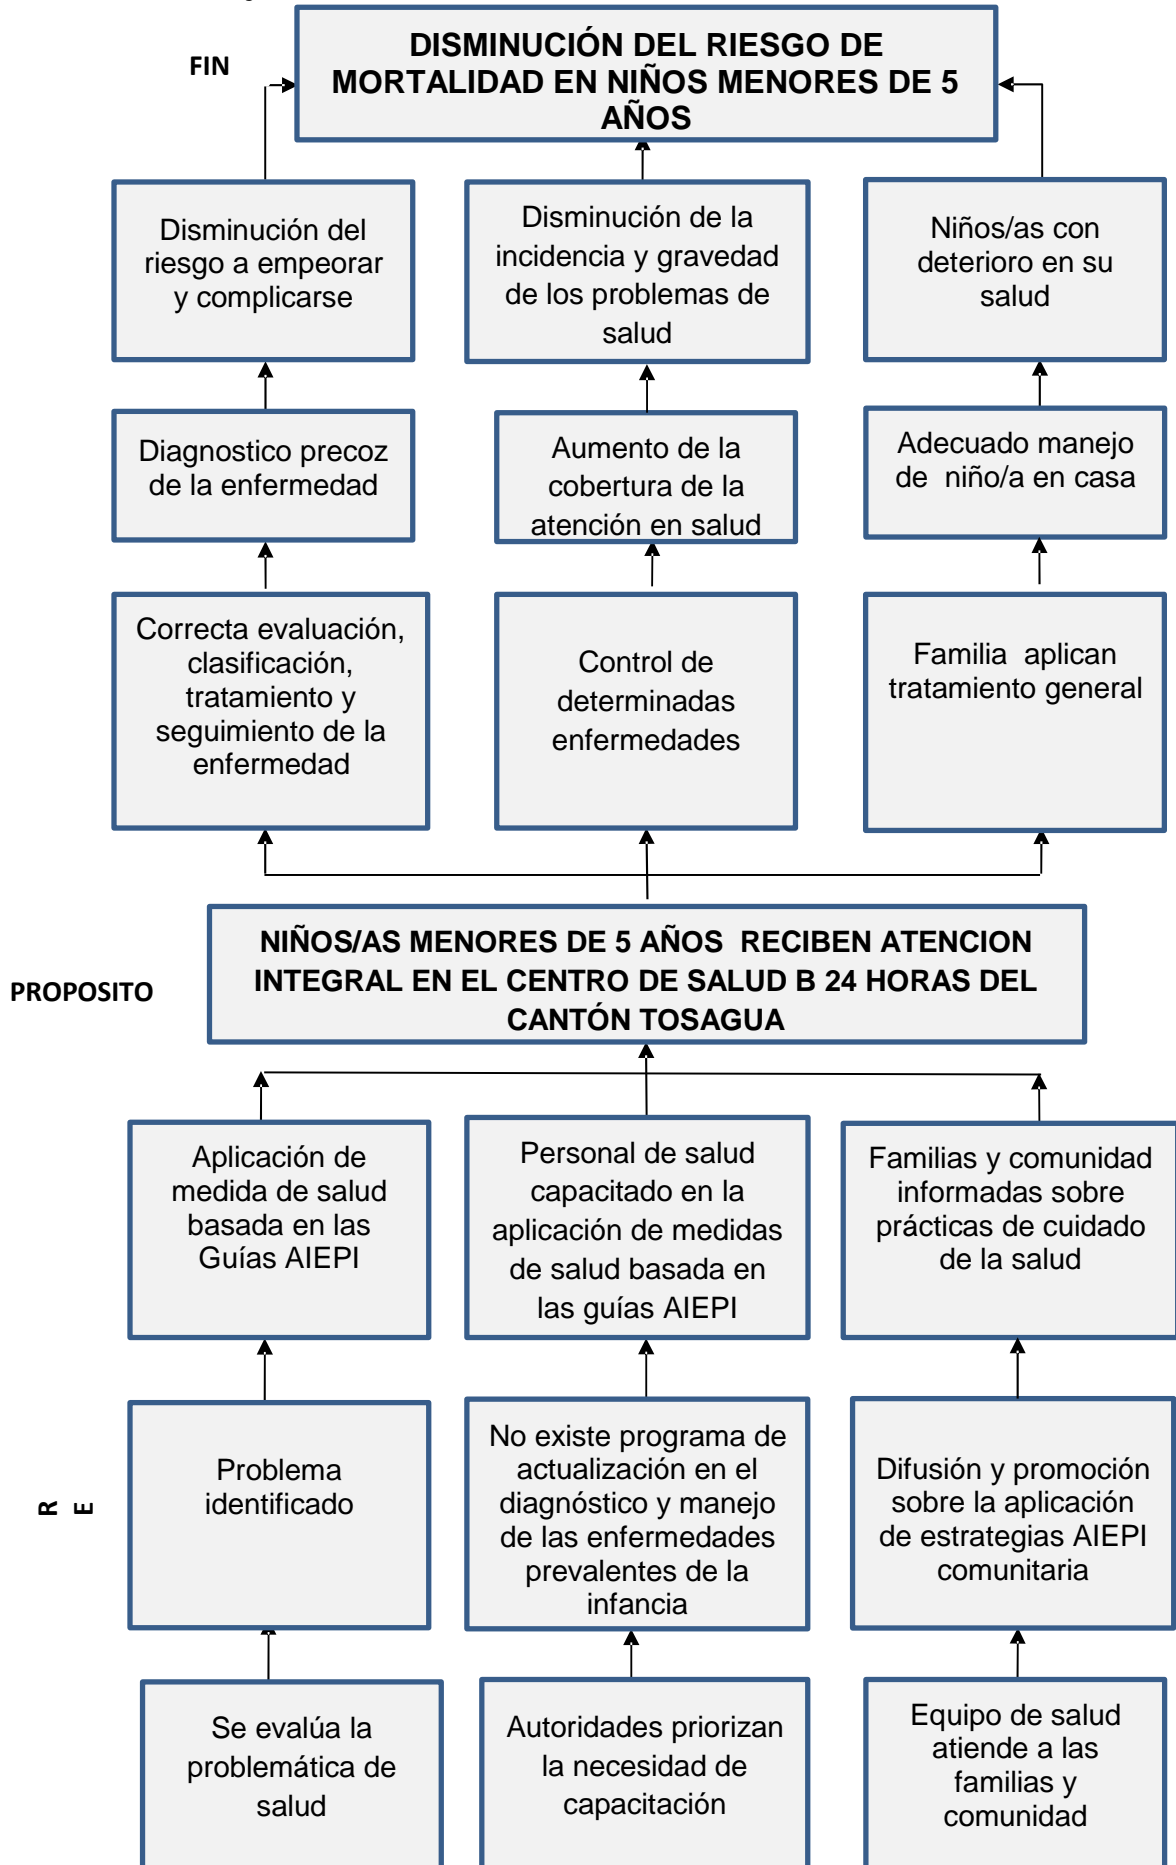 FIN
DISMINUCIÓN DEL RIESGO DE
MORTALIDAD EN NIÑOS MENORES DE 5
AÑOS
Disminución del
riesgo a empeorar
y complicarse
Disminución de la
incidencia y gravedad
de los problemas de
salud
Niños/as con
deterioro en su
salud
Diagnostico precoz
de la enfermedad
Aumento de la
cobertura de la
atención en salud
Adecuado manejo
de niño/a en casa
Correcta evaluación,
clasificación,
tratamiento y
seguimiento de la
enfermedad
Control de
determinadas
enfermedades
Familia aplican
tratamiento general
PROPOSITO
NIÑOS/AS MENORES DE 5 AÑOS RECIBEN ATENCION
INTEGRAL EN EL CENTRO DE SALUD B 24 HORAS DEL
CANTÓN TOSAGUA
Aplicación de
medida de salud
basada en las
Guías AIEPI
Personal de salud
capacitado en la
aplicación de medidas
de salud basada en
las guías AIEPI
Familias y comunidad
informadas sobre
prácticas de cuidado
de la salud
R
E
Problema
identificado
No existe programa de
actualización en el
diagnóstico y manejo
de las enfermedades
prevalentes de la
infancia
Difusión y promoción
sobre la aplicación
de estrategias AIEPI
comunitaria
Se evalúa la
problemática de
salud
Autoridades priorizan
la necesidad de
capacitación
Equipo de salud
atiende a las
familias y
comunidad